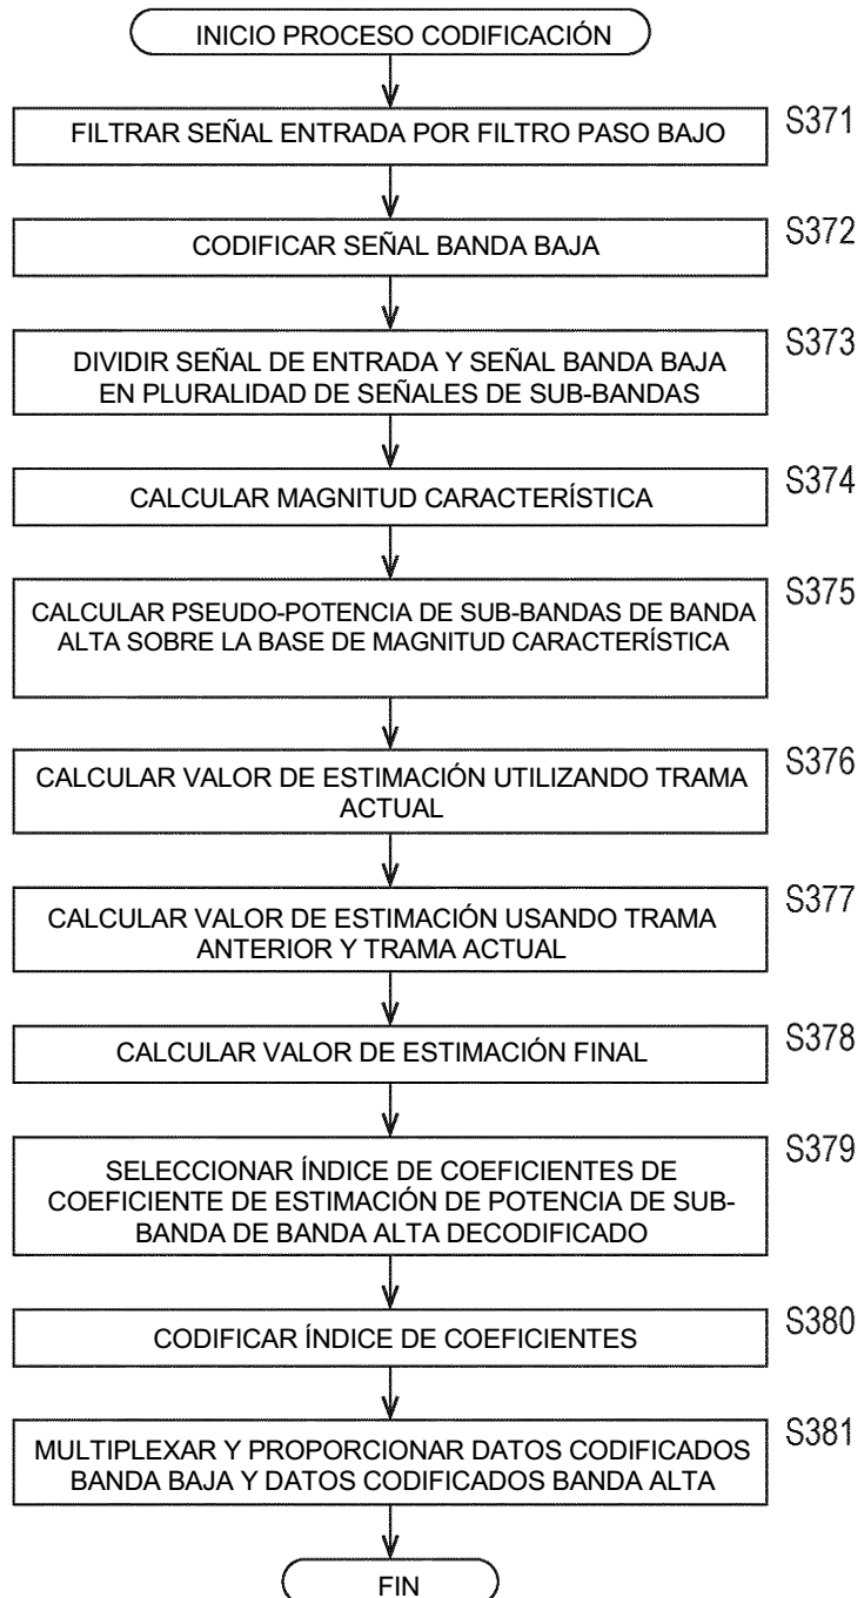 INICIO PROCESO CODIFICACIÓN
S371
FILTRAR SEÑAL ENTRADA POR FILTRO PASO BAJO
S372
CODIFICAR SEÑAL BANDA BAJA
S373
DIVIDIR SEÑAL DE ENTRADA Y SEÑAL BANDA BAJA
EN PLURALIDAD DE SEÑALES DE SUB-BANDAS
S374
CALCULAR MAGNITUD CARACTERÍSTICA
S375
CALCULAR PSEUDO-POTENCIA DE SUB-BANDAS DE BANDA
ALTA SOBRE LA BASE DE MAGNITUD CARACTERÍSTICA
S376
CALCULAR VALOR DE ESTIMACIÓN UTILIZANDO TRAMA
ACTUAL
S377
CALCULAR VALOR DE ESTIMACIÓN USANDO TRAMA
ANTERIOR Y TRAMA ACTUAL
S378
CALCULAR VALOR DE ESTIMACIÓN FINAL
S379
SELECCIONAR ÍNDICE DE COEFICIENTES DE
COEFICIENTE DE ESTIMACIÓN DE POTENCIA DE SUB-
BANDA DE BANDA ALTA DECODIFICADO
S380
CODIFICAR ÍNDICE DE COEFICIENTES
S381
MULTIPLEXAR Y PROPORCIONAR DATOS CODIFICADOS
BANDA BAJA Y DATOS CODIFICADOS BANDA ALTA
FIN